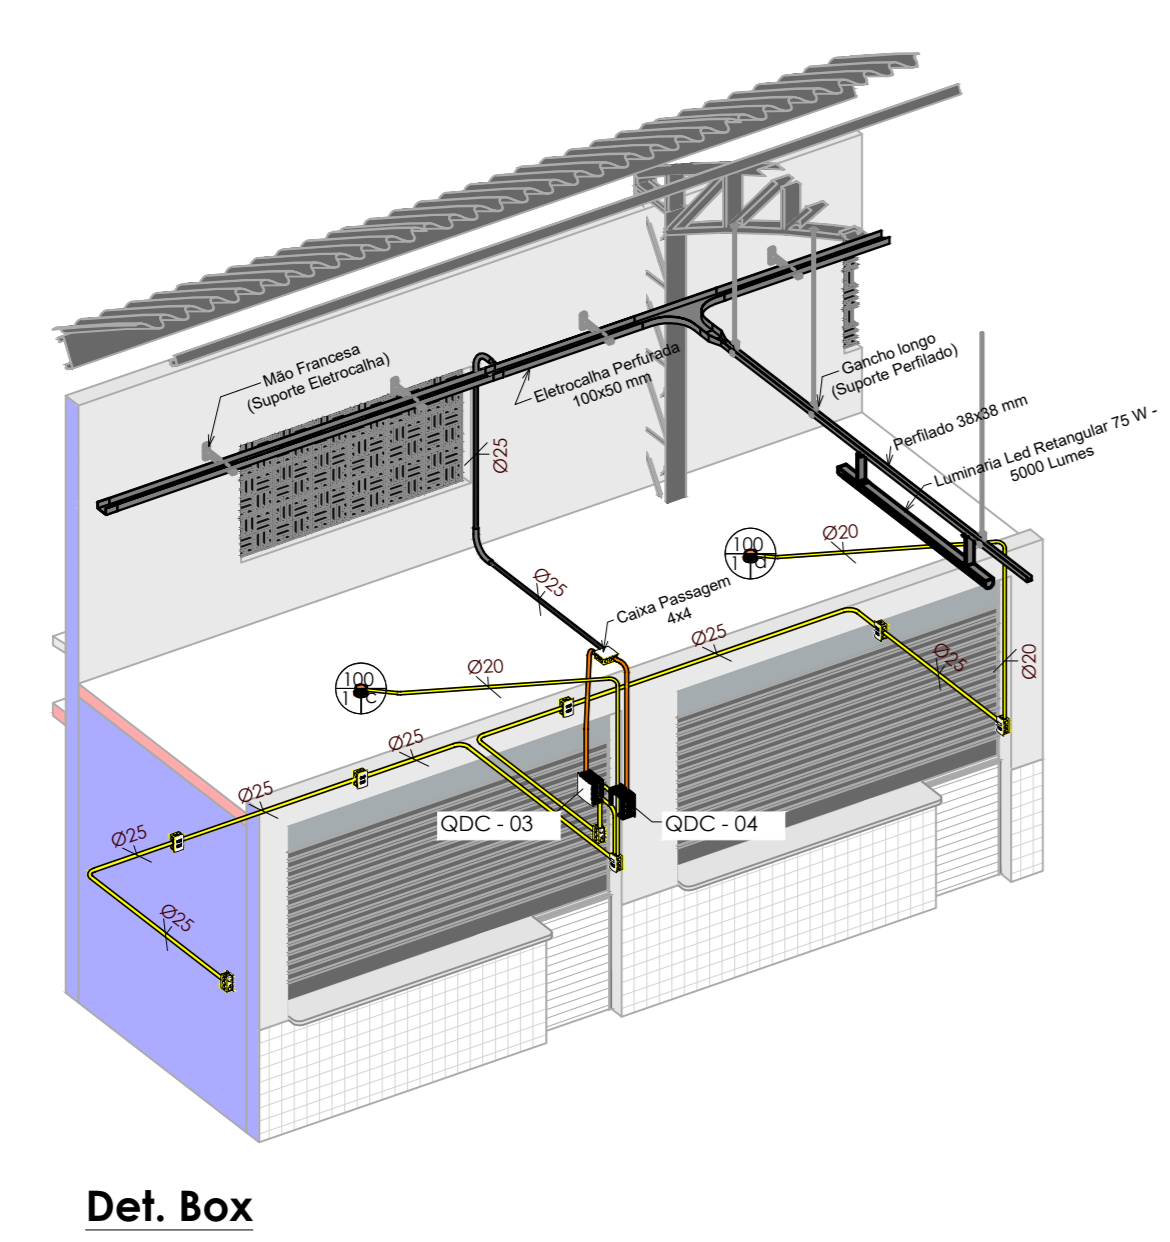 Mão Francesa
(Suporte Eletrocalha)
Eletrocalha Perfurada
100x50 mm
Gancho longo
(Suporte Perfilado)
Perfilado 38x38 mm
Luminaria Led Retangular 75 W -
5000 Lumes
Ø25
Ø25
Caixa Passagem
4x4
100
1 d
Ø20
Ø25
Ø25
Ø20
100
1 c
Ø20
Ø25
Ø25
Ø25
Ø25
QDC - 03
QDC - 04
Det. Box